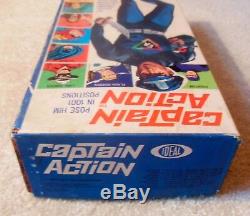 CAPTAIN
ACTION
POSE HIM
IN 1001
POSITIONS
CAPTAIN
ACTION
IDEAL